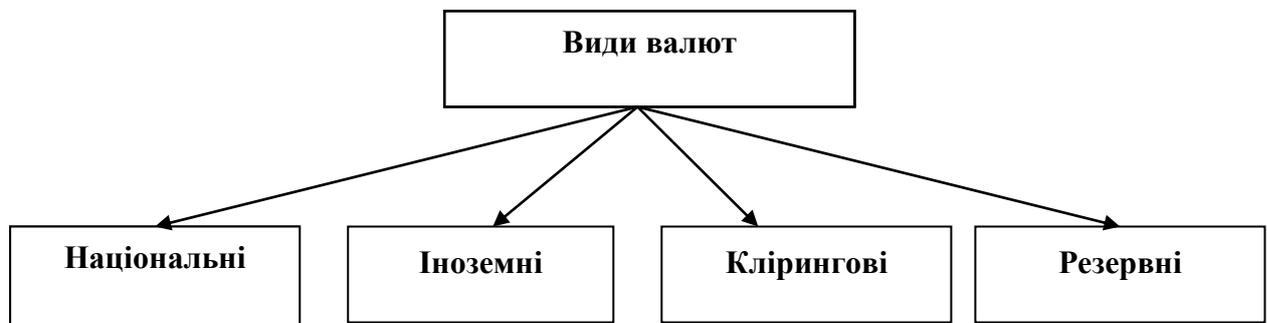 Види валют
Національні
Іноземні
Клірингові
Резервні